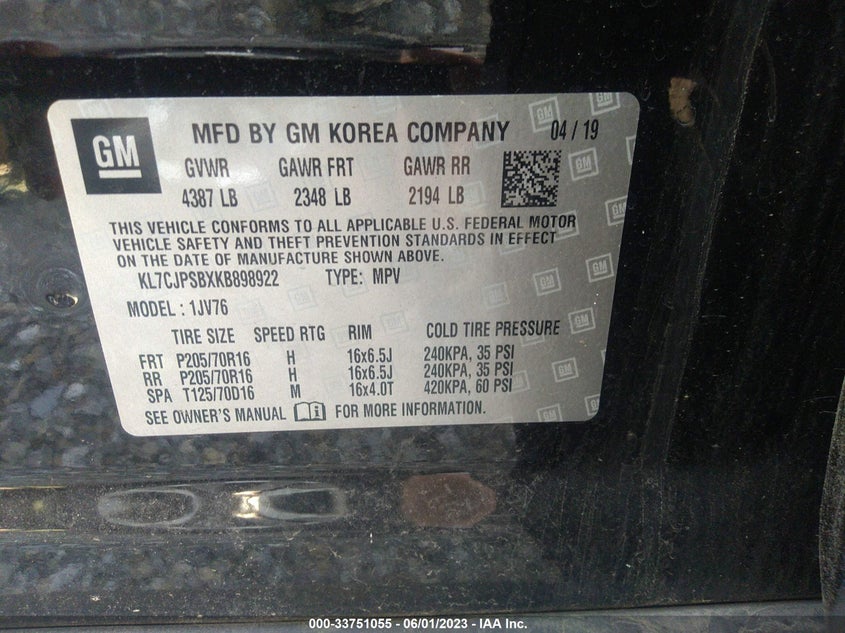 GM MFD BY GM KOREA COMPANY 04 / 19
GVWR GAWR FRT GAWR RR
4387 LB 2348 LB 2194 LB
THIS VEHICLE CONFORMS TO ALL APPLICABLE U.S. FEDERAL MOTOR
VEHICLE SAFETY AND THEFT PREVENTION STANDARDS IN EFFECT
ON THE DATE OF MANUFACTURE SHOWN ABOVE.
KL7CJPSBXKB898922 TYPE: MPV
MODEL : 1JV76
TIRE SIZE SPEED RTG RIM COLD TIRE PRESSURE
FRT P205/70R16 H 16x6.5J 240KPA, 35 PSI
RR P205/70R16 H 16x6.5J 240KPA, 35 PSI
SPA T125/70D16 M 16x4.0T 420KPA, 60 PSI
SEE OWNER'S MANUAL FOR MORE INFORMATION.
000-33751055 - 06/01/2023 - IAA Inc.